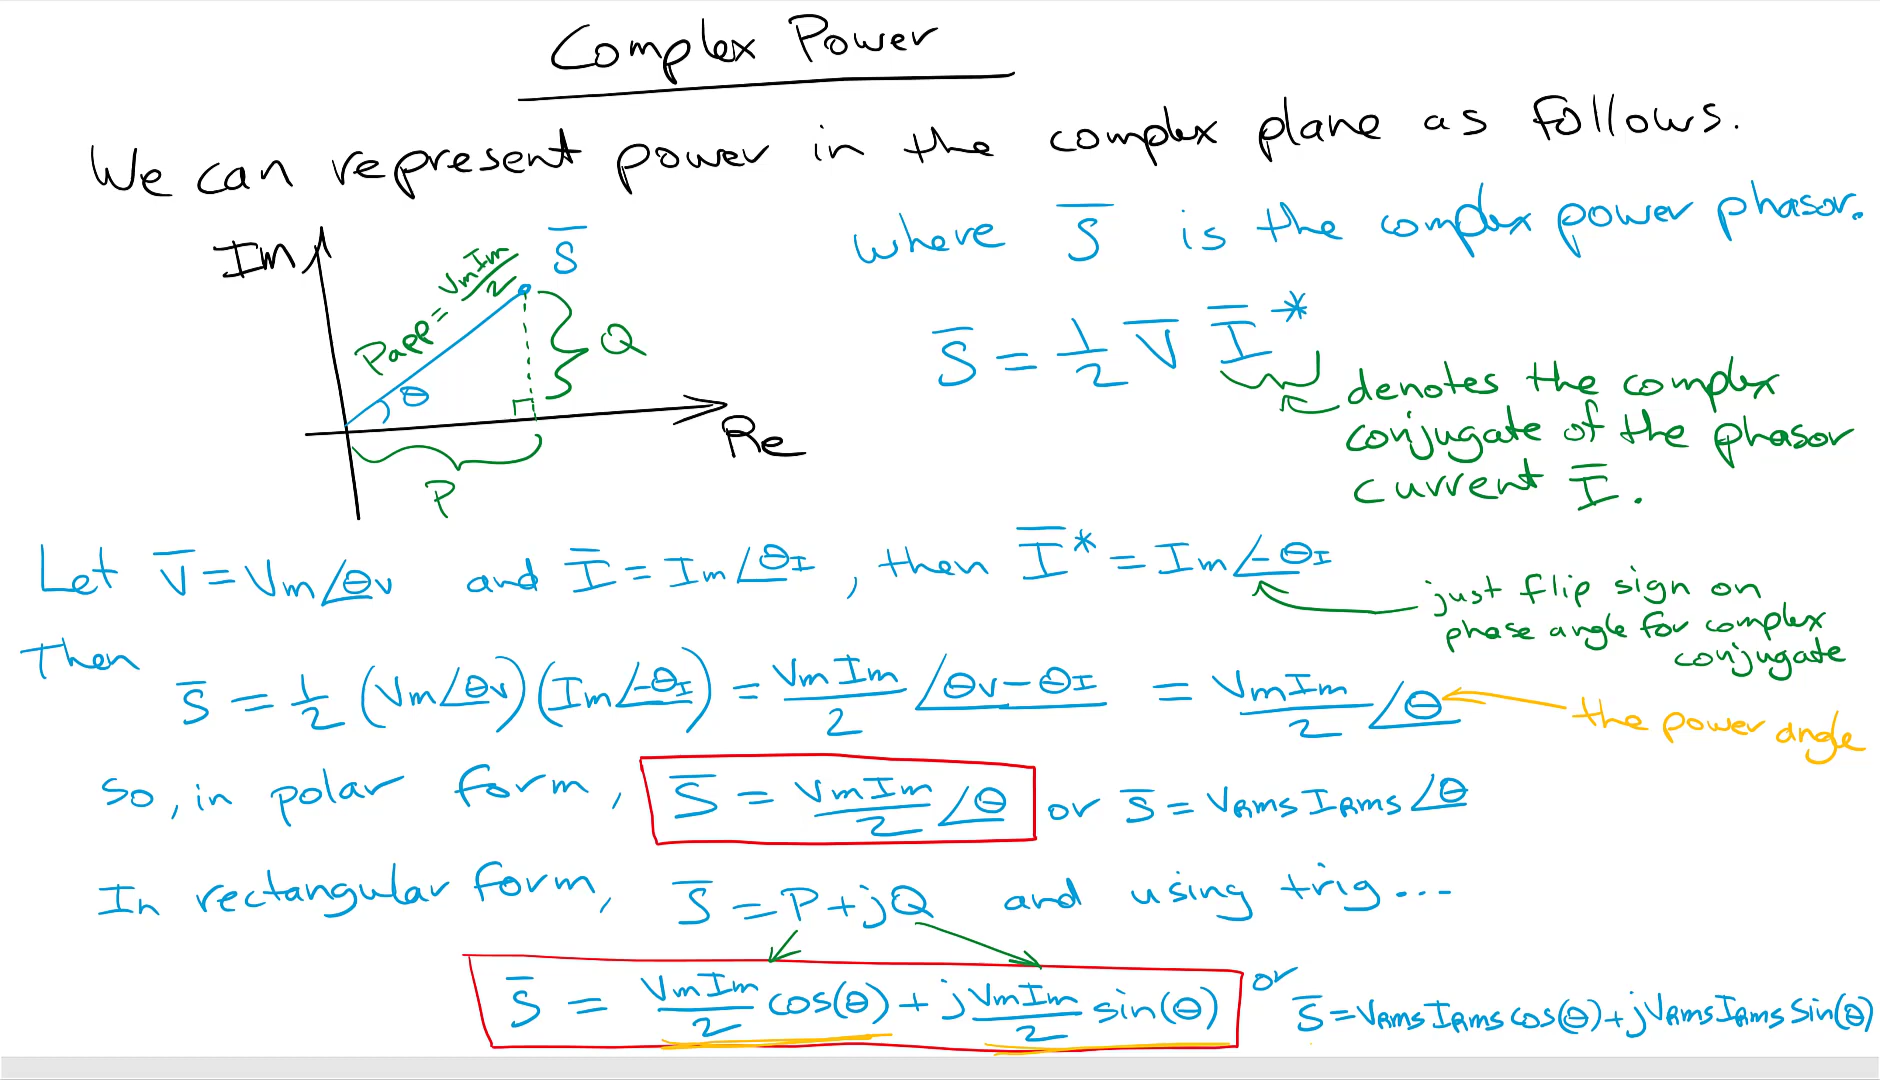 Complex Power
We can represent power in the complex plane as follows.
Im
Papp = VmIm/2
S̅
θ
Q
Re
P
where S̅ is the complex power phasor.
S̅ = 1/2 V̅ I̅*
denotes the complex
conjugate of the phasor
current I̅.
Let V̅ = Vm∠θv and I̅ = Im∠θI, then I̅* = Im∠-θI
just flip sign on
phase angle for complex
conjugate
Then
S̅ = 1/2 (Vm∠θv)(Im∠-θI) = VmIm/2 ∠θv-θI = VmIm/2 ∠θ
the power angle
so, in polar form, S̅ = VmIm/2 ∠θ or S̅ = VRMS IRMS ∠θ
In rectangular form, S̅ = P+jQ and using trig...
S̅ = VmIm/2 cos(θ) + j VmIm/2 sin(θ) or
S̅ = VRMS IRMS cos(θ) + j VRMS IRMS sin(θ)